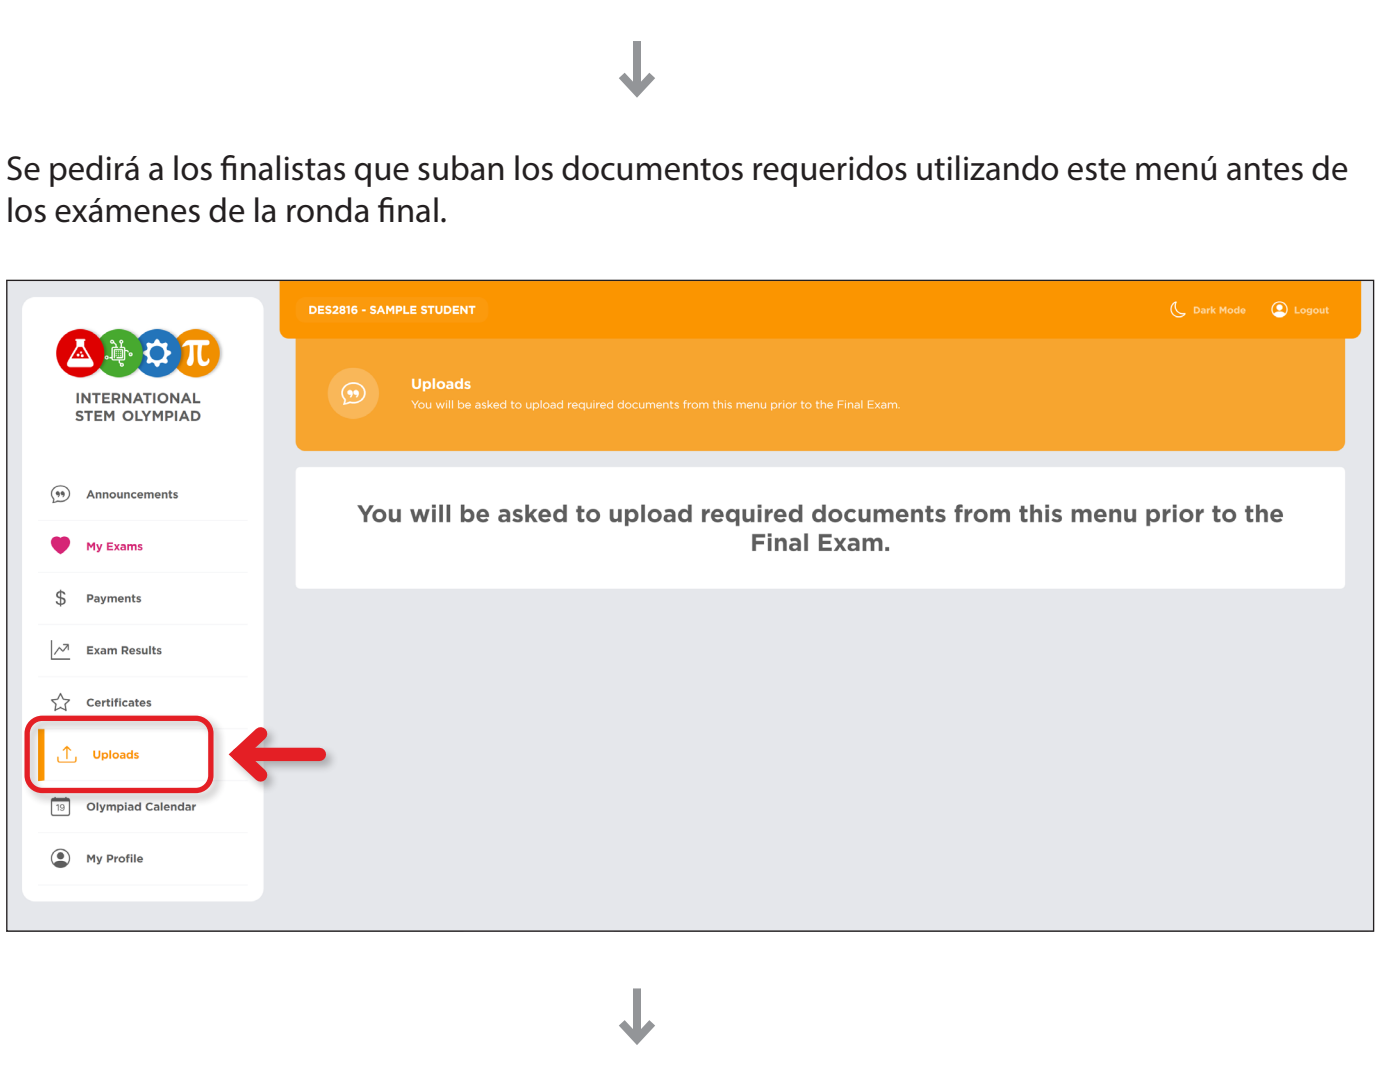 Se pedirá a los finalistas que suban los documentos requeridos utilizando este menú antes de
los exámenes de la ronda final.
DES2816 - SAMPLE STUDENT
Dark Mode
Logout
π
INTERNATIONAL
STEM OLYMPIAD
Uploads
You will be asked to upload required documents from this menu prior to the Final Exam.
You will be asked to upload required documents from this menu prior to the
Final Exam.
Announcements
My Exams
$ Payments
Exam Results
Certificates
Uploads
19 Olympiad Calendar
My Profile